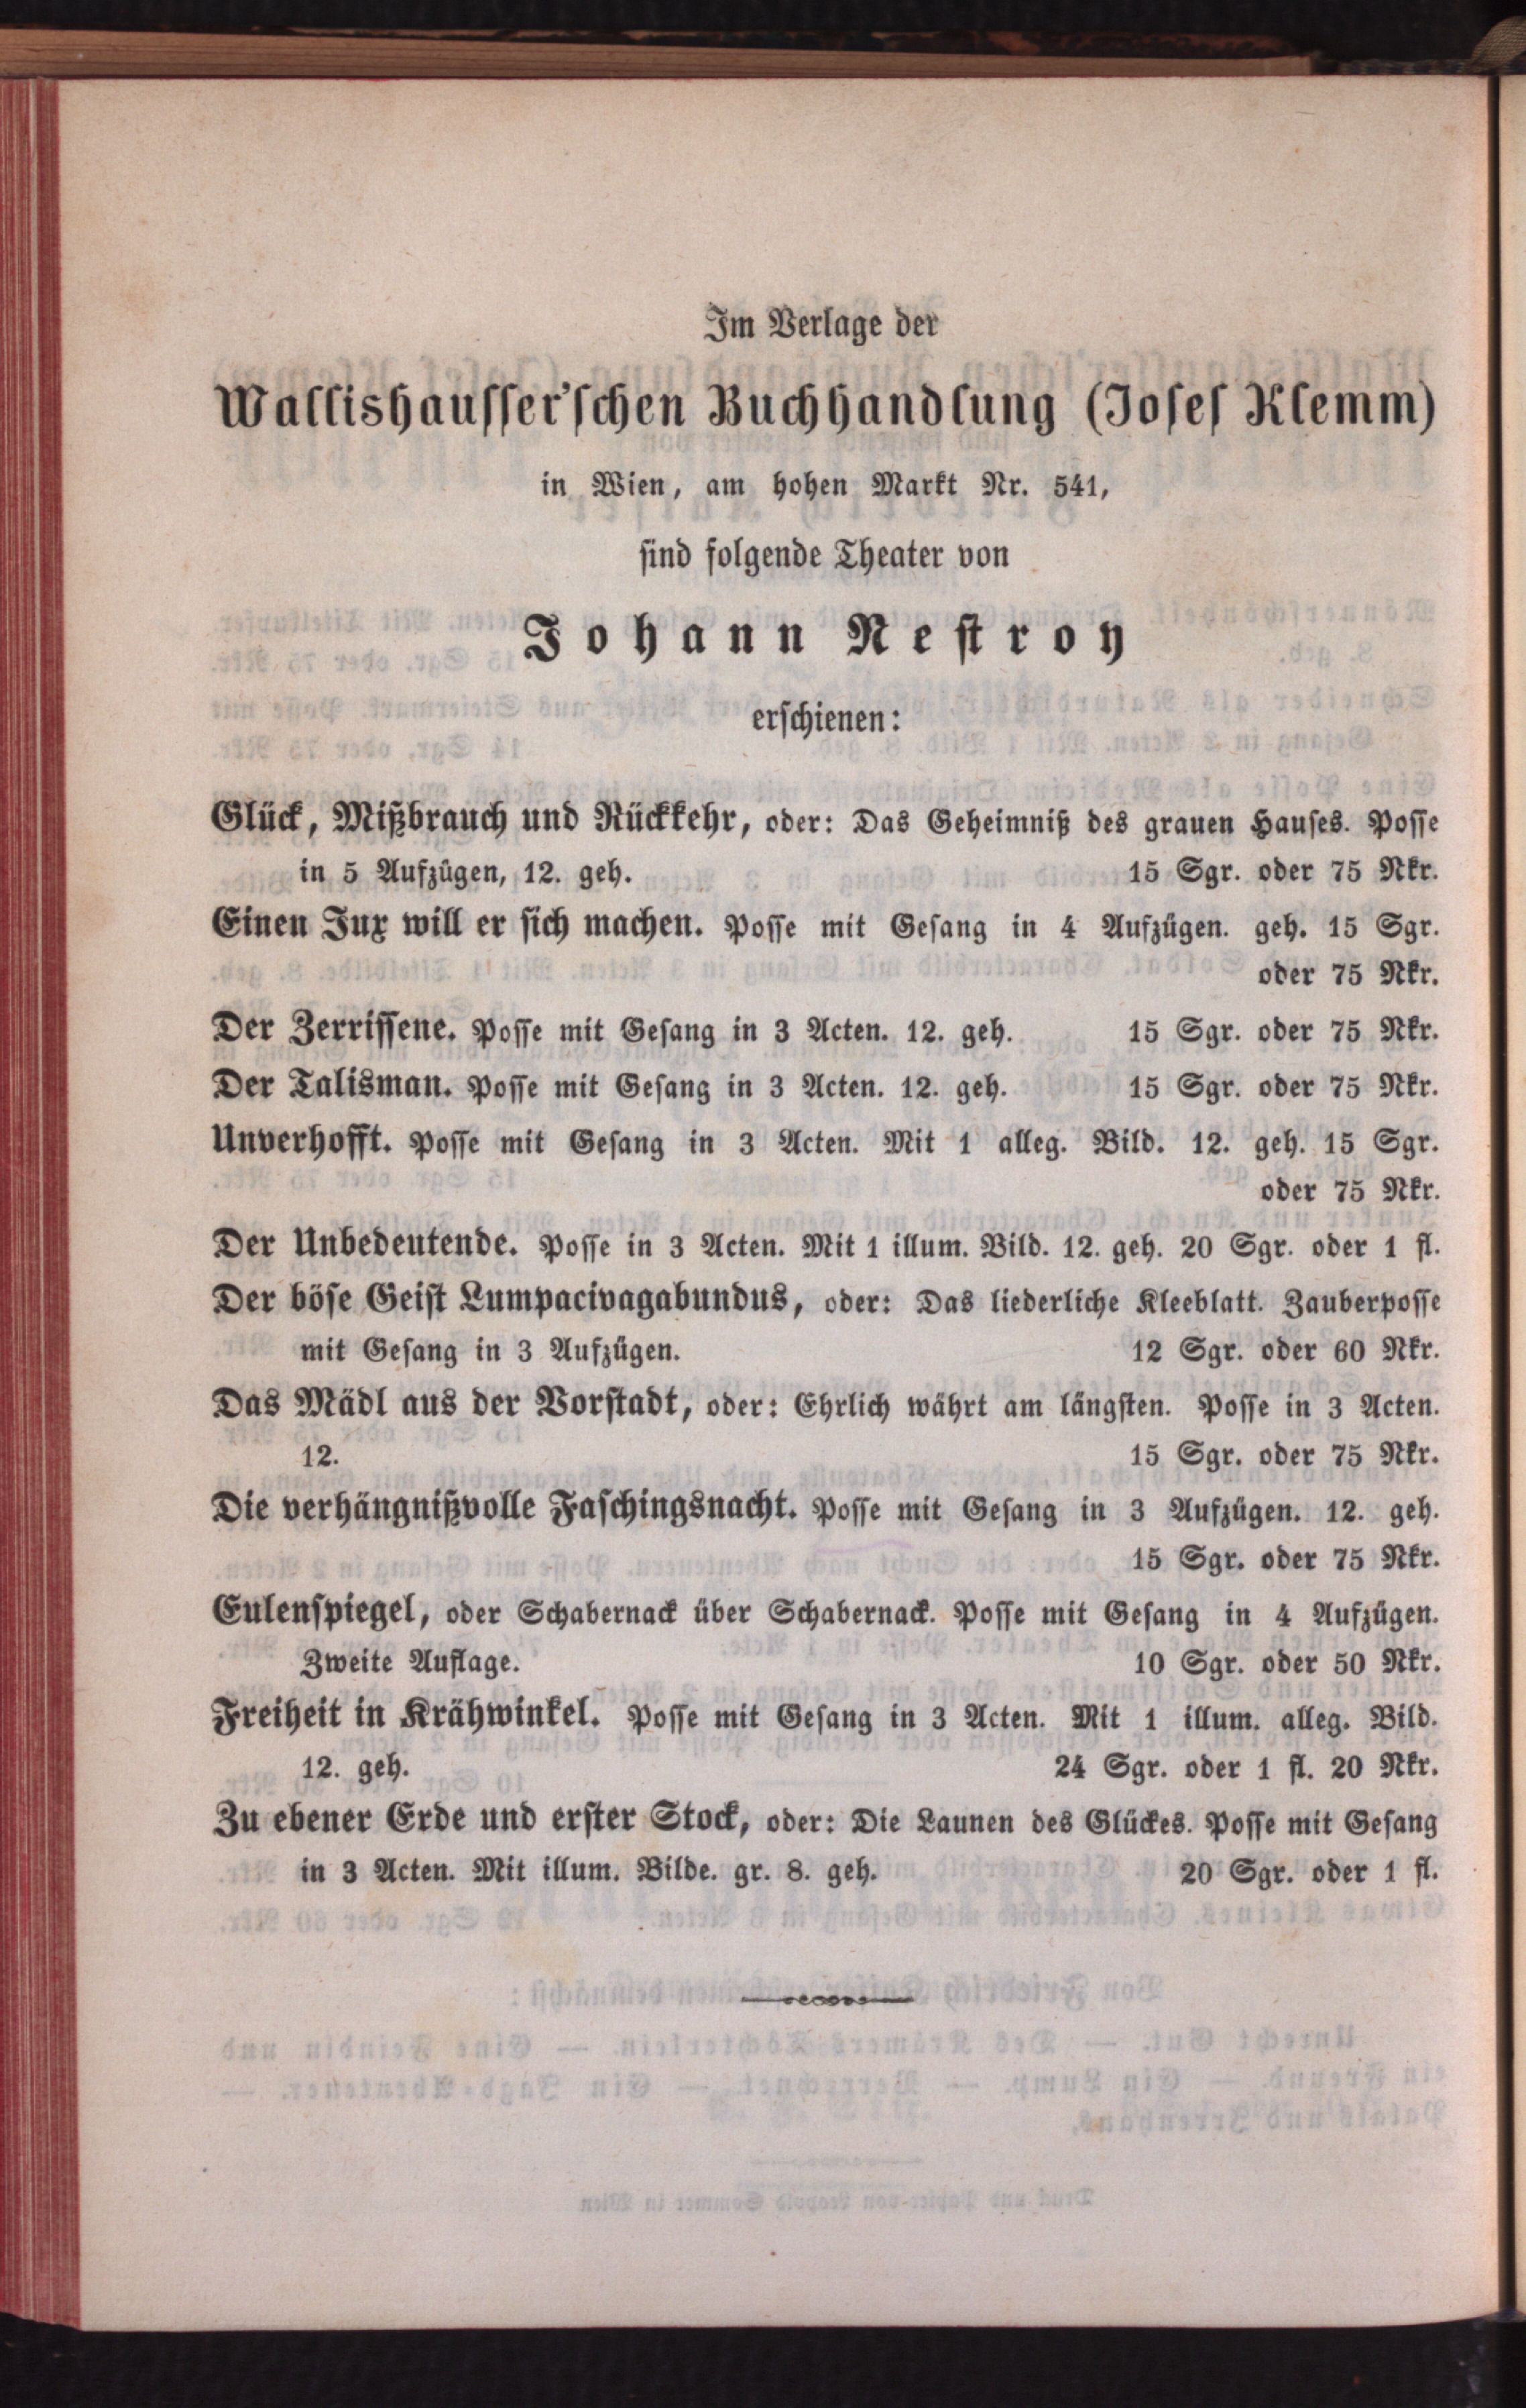 Im Verlage der
Wallishausser'schen Buchhandlung (Josef Klemm)
in Wien, am hohen Markt Nr. 541,
sind folgende Theater von
Johann Nestroy
erschienen:
Glück, Mißbrauch und Rückkehr, oder: Das Geheimniß des grauen Hauses. Posse
in 5 Aufzügen, 12. geh. 15 Sgr. oder 75 Nkr.
Einen Jux will er sich machen. Posse mit Gesang in 4 Aufzügen. geh. 15 Sgr.
oder 75 Nkr.
Der Zerrissene. Posse mit Gesang in 3 Acten. 12. geh. 15 Sgr. oder 75 Nkr.
Der Talisman. Posse mit Gesang in 3 Acten. 12. geh. 15 Sgr. oder 75 Nkr.
Unverhofft. Posse mit Gesang in 3 Acten. Mit 1 alleg. Bild. 12. geh. 15 Sgr.
oder 75 Nkr.
Der Unbedeutende. Posse in 3 Acten. Mit 1 illum. Bild. 12. geh. 20 Sgr. oder 1 fl.
Der böse Geist Lumpacivagabundus, oder: Das liederliche Kleeblatt. Zauberposse
mit Gesang in 3 Aufzügen. 12 Sgr. oder 60 Nkr.
Das Mädl aus der Vorstadt, oder: Ehrlich währt am längsten. Posse in 3 Acten.
12. 15 Sgr. oder 75 Nkr.
Die verhängnißvolle Faschingsnacht. Posse mit Gesang in 3 Aufzügen. 12. geh.
15 Sgr. oder 75 Nkr.
Eulenspiegel, oder Schabernack über Schabernack. Posse mit Gesang in 4 Aufzügen.
Zweite Auflage. 10 Sgr. oder 50 Nkr.
Freiheit in Krähwinkel. Posse mit Gesang in 3 Acten. Mit 1 illum. alleg. Bild.
12. geh. 24 Sgr. oder 1 fl. 20 Nkr.
Zu ebener Erde und erster Stock, oder: Die Launen des Glückes. Posse mit Gesang
in 3 Acten. Mit illum. Bilde. gr. 8. geh. 20 Sgr. oder 1 fl.